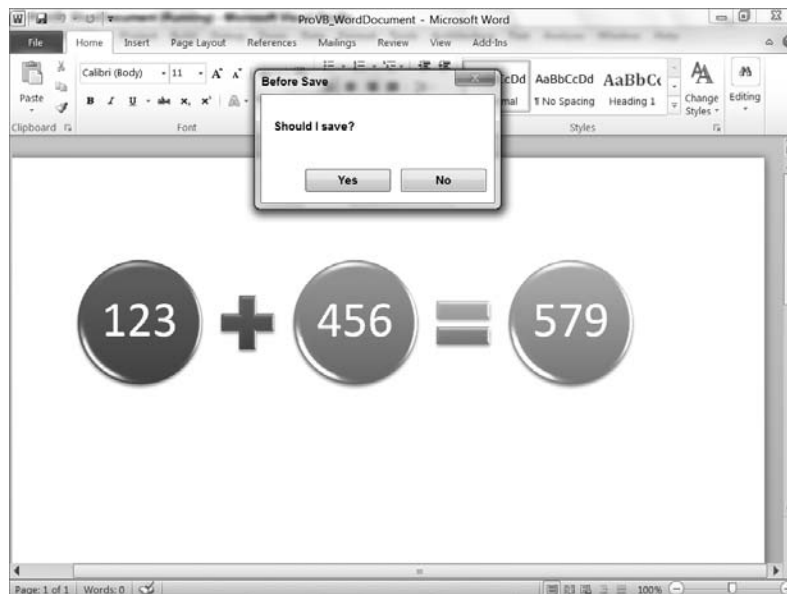 ProVB_WordDocument - Microsoft Word
File Home Insert Page Layout References Mailings Review View Add-Ins
Calibri (Body) 11 A A
Paste
B I U abc x, x' A
AaBbCcDd AaBbCc
1 No Spacing Heading 1
Change
Styles
Editing
Clipboard Font Styles
Before Save
Should I save?
Yes No
123 456 579
Page: 1 of 1 Words: 0 100%